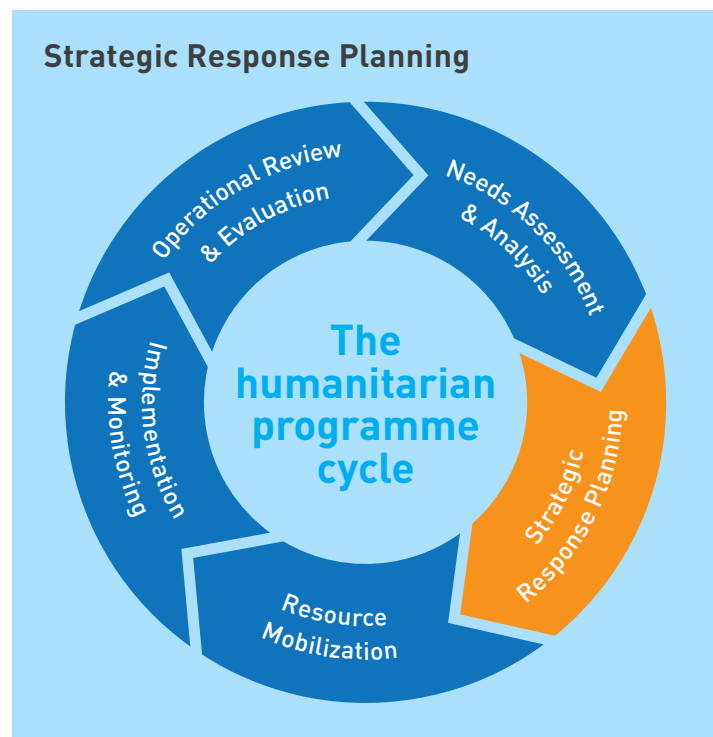 Strategic Response Planning
Needs Assessment
& Analysis
Strategic
Response Planning
Resource
Mobilization
Implementation
& Monitoring
Operational Review
& Evaluation
The
humanitarian
programme
cycle